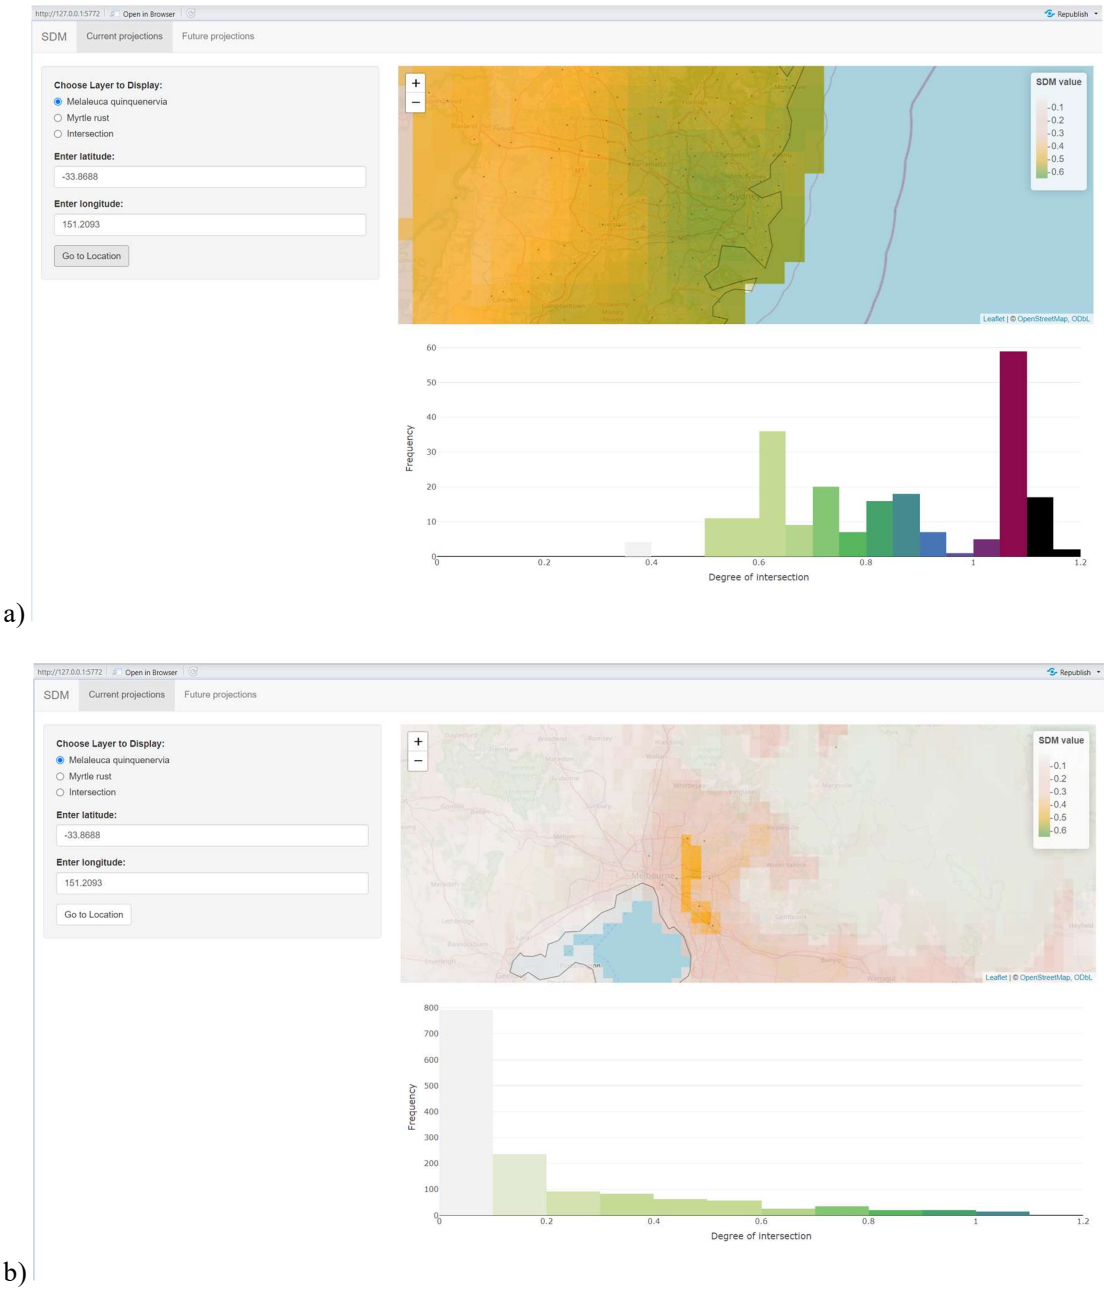 http://127.0.0.1:5772 Open in Browser Republish
SDM Current projections Future projections
Choose Layer to Display:
Melaleuca quinquenervia
Myrtle rust
Intersection
Enter latitude:
-33.8688
Enter longitude:
151.2093
Go to Location
+
−
Sydney
SDM value
0.1
0.2
0.3
0.4
0.5
0.6
Leaflet | © OpenStreetMap, ODbL
60
50
40
30
20
10
0
Frequency
0 0.2 0.4 0.6 0.8 1 1.2
Degree of intersection
a)
http://127.0.0.1:5772 Open in Browser Republish
SDM Current projections Future projections
Choose Layer to Display:
Melaleuca quinquenervia
Myrtle rust
Intersection
Enter latitude:
-33.8688
Enter longitude:
151.2093
Go to Location
+
−
Melbourne
SDM value
0.1
0.2
0.3
0.4
0.5
0.6
Leaflet | © OpenStreetMap, ODbL
800
700
600
500
400
300
200
100
0
Frequency
0 0.2 0.4 0.6 0.8 1 1.2
Degree of intersection
b)